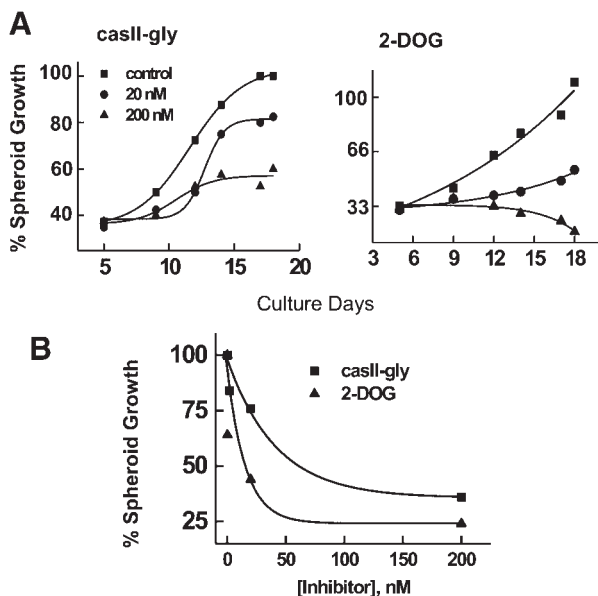 A
casII-gly
2-DOG
control
20 nM
200 nM
% Spheroid Growth
100
80
60
40
5
10
15
20
100
66
33
3
6
9
12
15
18
Culture Days
B
casII-gly
2-DOG
% Spheroid Growth
100
75
50
25
0
50
100
150
200
[Inhibitor], nM